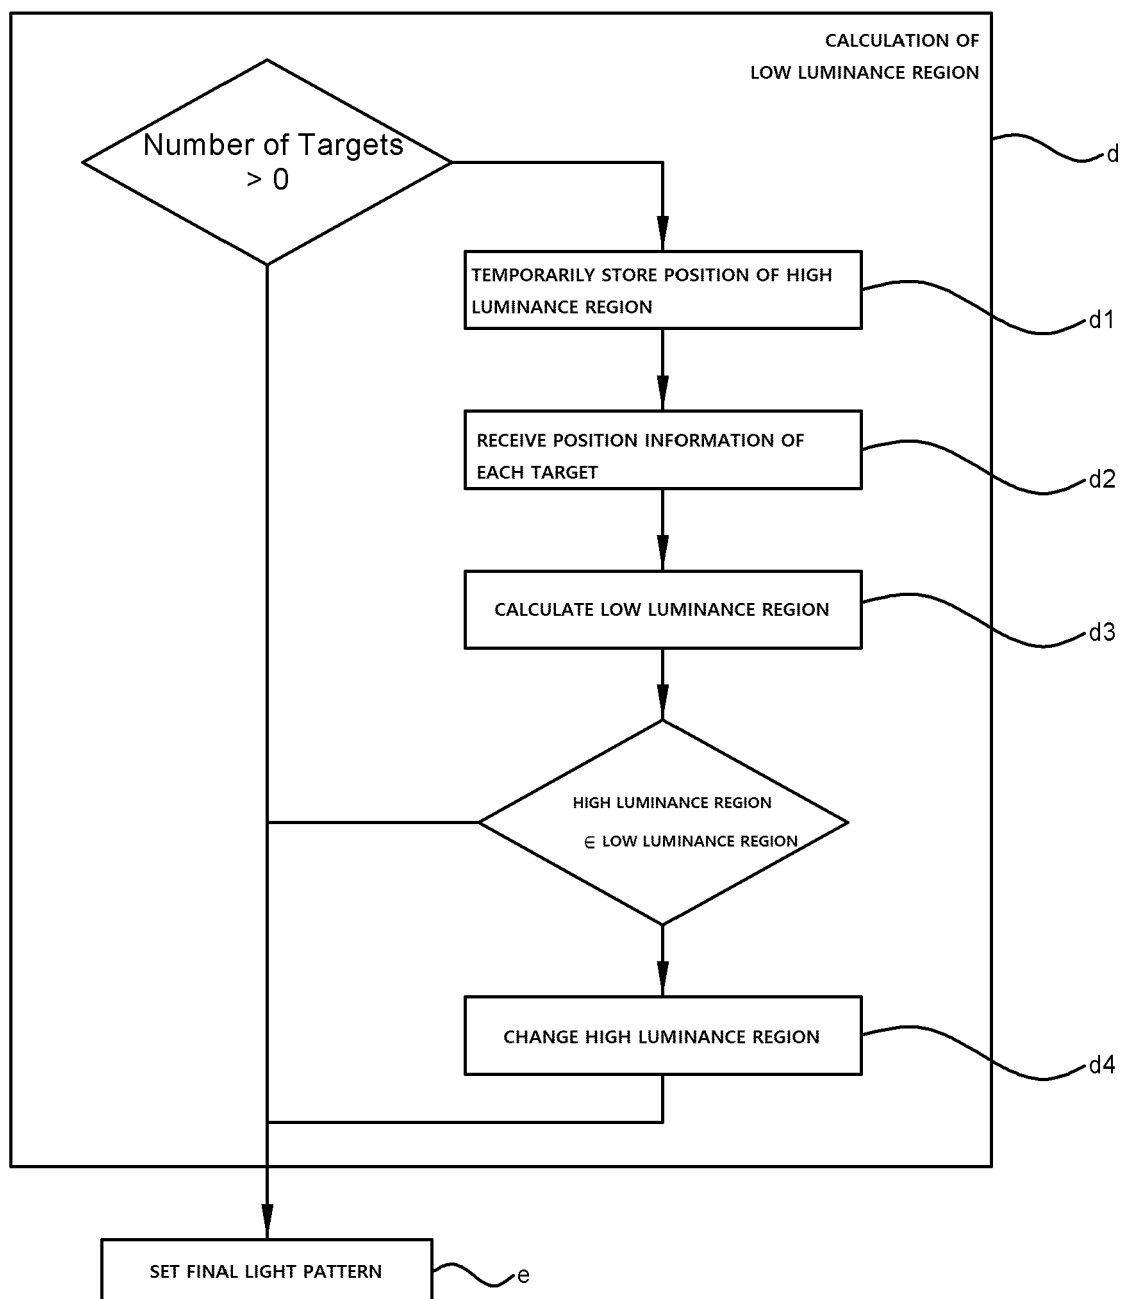 CALCULATION OF
LOW LUMINANCE REGION
Number of Targets
> 0
d
TEMPORARILY STORE POSITION OF HIGH
LUMINANCE REGION
d1
RECEIVE POSITION INFORMATION OF
EACH TARGET
d2
CALCULATE LOW LUMINANCE REGION
d3
HIGH LUMINANCE REGION
∈ LOW LUMINANCE REGION
CHANGE HIGH LUMINANCE REGION
d4
SET FINAL LIGHT PATTERN
e